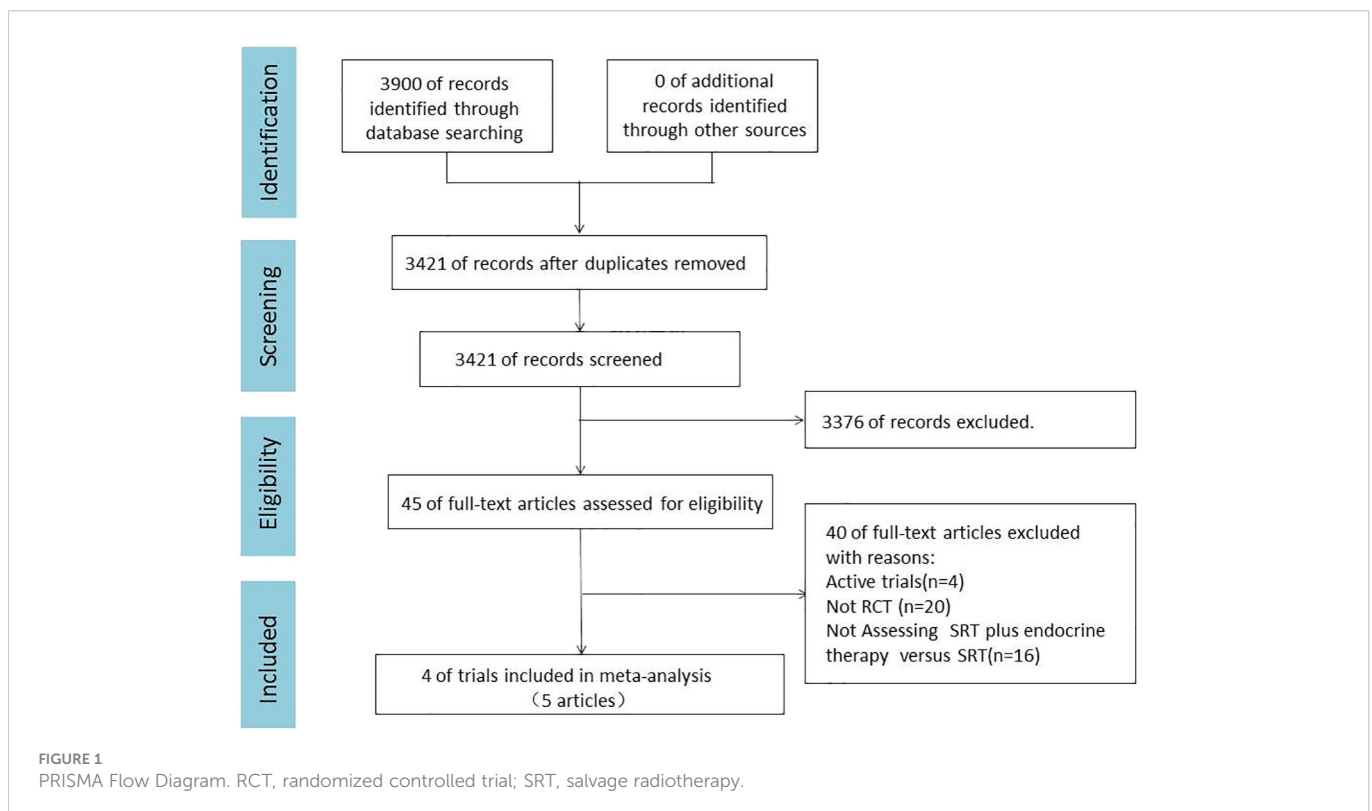 Identification
3900 of records
identified through
database searching
0 of additional
records identified
through other sources
Screening
3421 of records after duplicates removed
3421 of records screened
3376 of records excluded.
Eligibility
45 of full-text articles assessed for eligibility
40 of full-text articles excluded
with reasons:
Active trials(n=4)
Not RCT (n=20)
Not Assessing SRT plus endocrine
therapy versus SRT(n=16)
Included
4 of trials included in meta-analysis
（5 articles）
FIGURE 1
PRISMA Flow Diagram. RCT, randomized controlled trial; SRT, salvage radiotherapy.